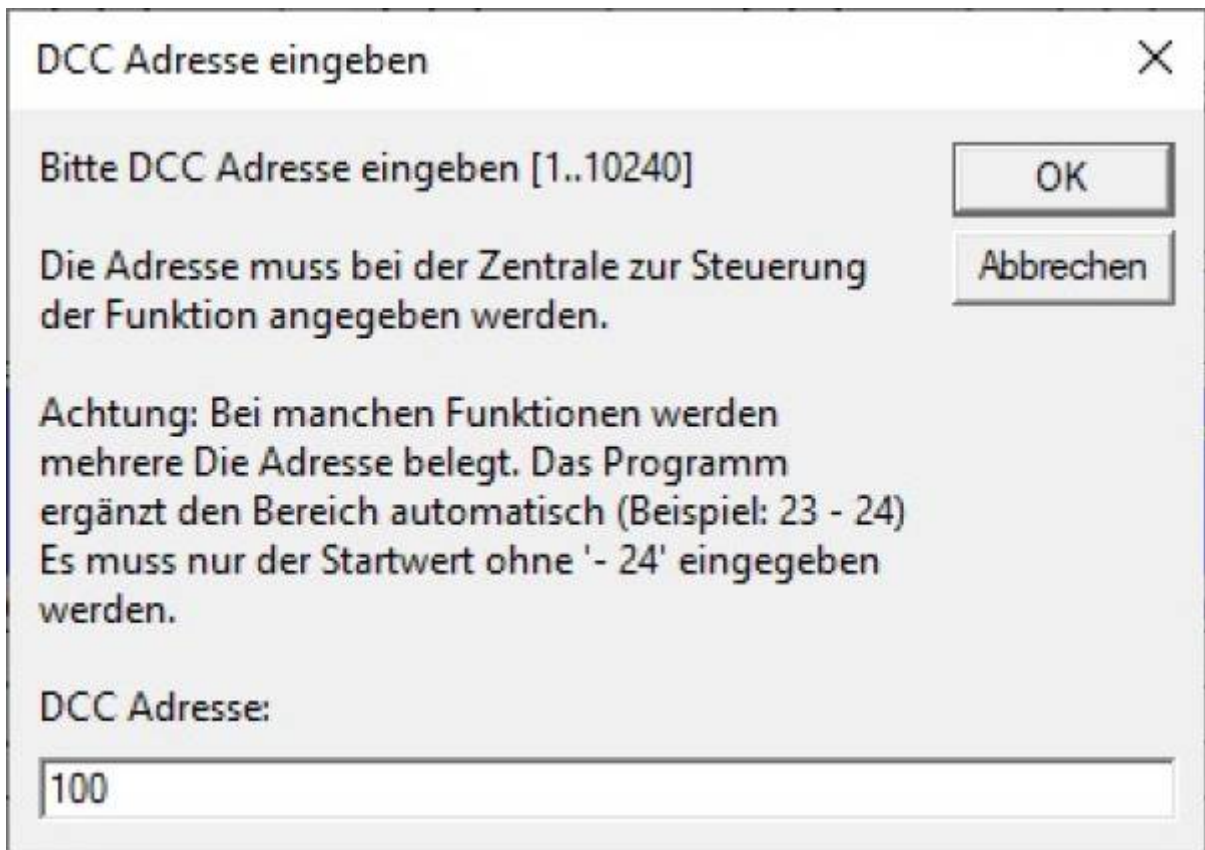 DCC Adresse eingeben
Bitte DCC Adresse eingeben [1..10240]
OK
Die Adresse muss bei der Zentrale zur Steuerung
der Funktion angegeben werden.
Abbrechen
Achtung: Bei manchen Funktionen werden
mehrere Die Adresse belegt. Das Programm
ergänzt den Bereich automatisch (Beispiel: 23 - 24)
Es muss nur der Startwert ohne '- 24' eingegeben
werden.
DCC Adresse:
100